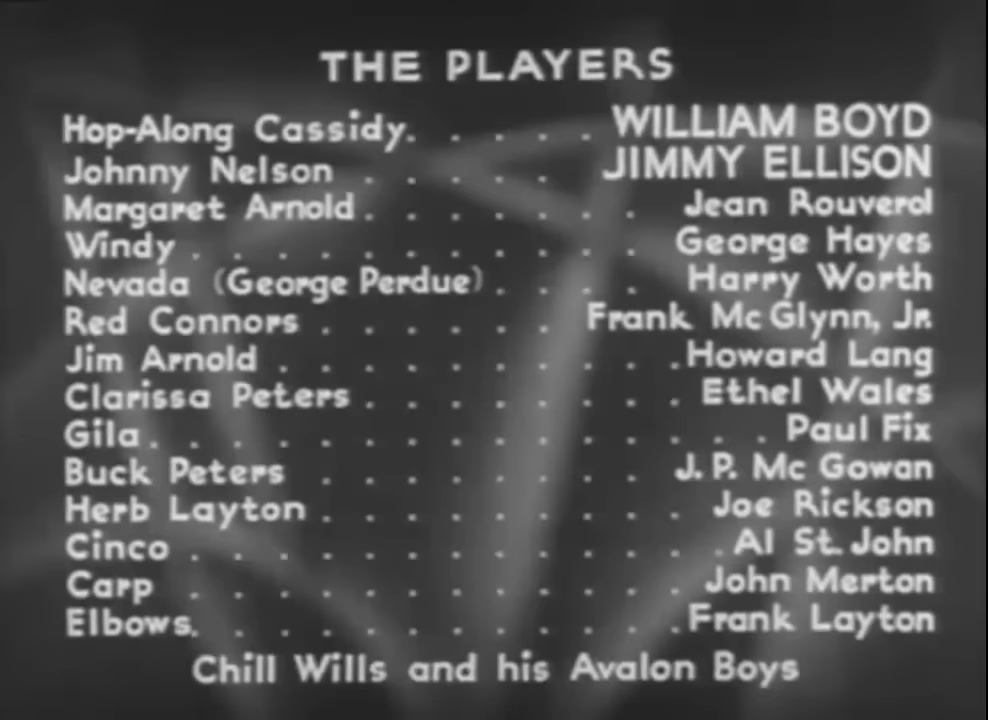 THE PLAYERS
Hop-Along Cassidy. . . . . . WILLIAM BOYD
Johnny Nelson . . . . . JIMMY ELLISON
Margaret Arnold. . . . . . . Jean Rouverol
Windy . . . . . . . . . . . George Hayes
Nevada (George Perdue) . . . . Harry Worth
Red Connors . . . . . . Frank McGlynn, Jr.
Jim Arnold . . . . . . . . . . Howard Lang
Clarissa Peters . . . . . . . . Ethel Wales
Gila . . . . . . . . . . . . . . . Paul Fix
Buck Peters . . . . . . . . J. P. Mc Gowan
Herb Layton . . . . . . . . . Joe Rickson
Cinco . . . . . . . . . . . . . Al St. John
Carp . . . . . . . . . . . . John Merton
Elbows. . . . . . . . . . . . Frank Layton
Chill Wills and his Avalon Boys